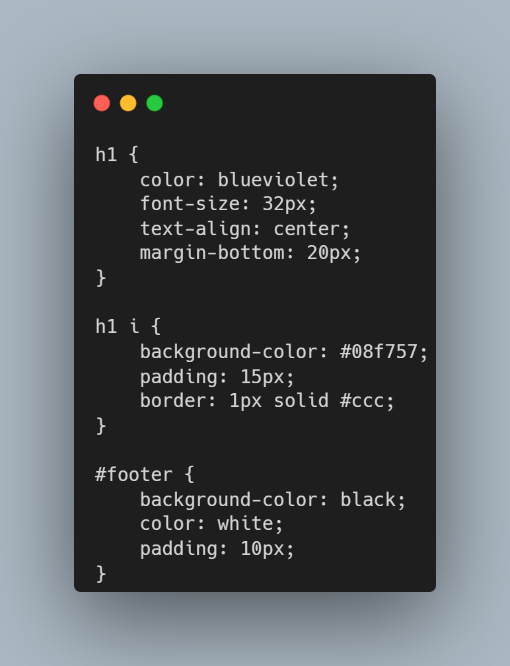 h1 {
    color: blueviolet;
    font-size: 32px;
    text-align: center;
    margin-bottom: 20px;
}

h1 i {
    background-color: #08f757;
    padding: 15px;
    border: 1px solid #ccc;
}

#footer {
    background-color: black;
    color: white;
    padding: 10px;
}